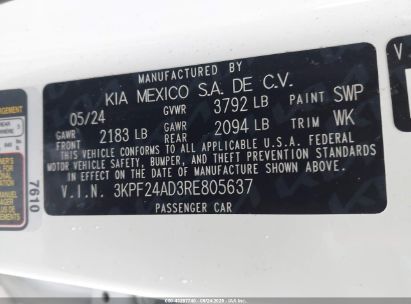 MANUFACTURED BY
KIA MEXICO S.A. DE C.V.
05/24 GVWR 3792 LB PAINT SWP
GAWR FRONT 2183 LB GAWR REAR 2094 LB TRIM WK
THIS VEHICLE CONFORMS TO ALL APPLICABLE U.S.A. FEDERAL
MOTOR VEHICLE SAFETY, BUMPER, AND THEFT PREVENTION STANDARDS
IN EFFECT ON THE DATE OF MANUFACTURE SHOWN ABOVE.
V.I.N. 3KPF24AD3RE805637
PASSENGER CAR
7610
V